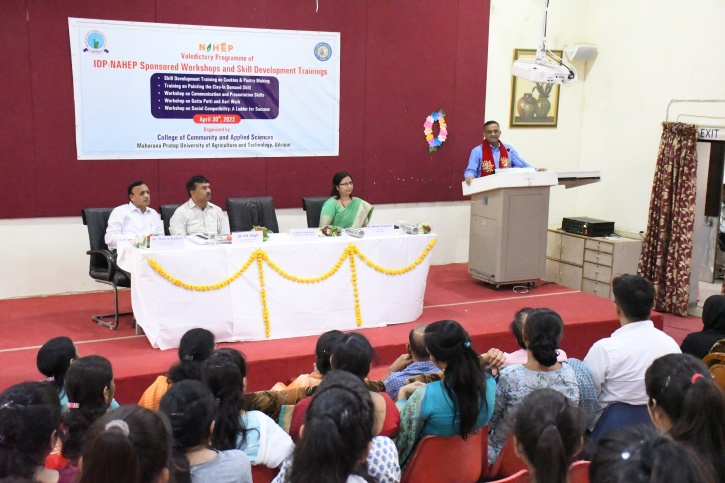 NAHEP
Valedictory Programme of
IDP-NAHEP Sponsored Workshops and Skill Development Trainings
• Skill Development Training on Cookies & Pastry Making
• Training on Painting the Clay-In Demand Skill
• Workshop on Communication and Presentation Skills
• Workshop on Gotta Patti and Aari Work
• Workshop on Social Compatibility: A Ladder for Success
April 30th, 2022
Organized by:
College of Community and Applied Sciences
Maharana Pratap University of Agriculture and Technology, Udaipur
EXIT